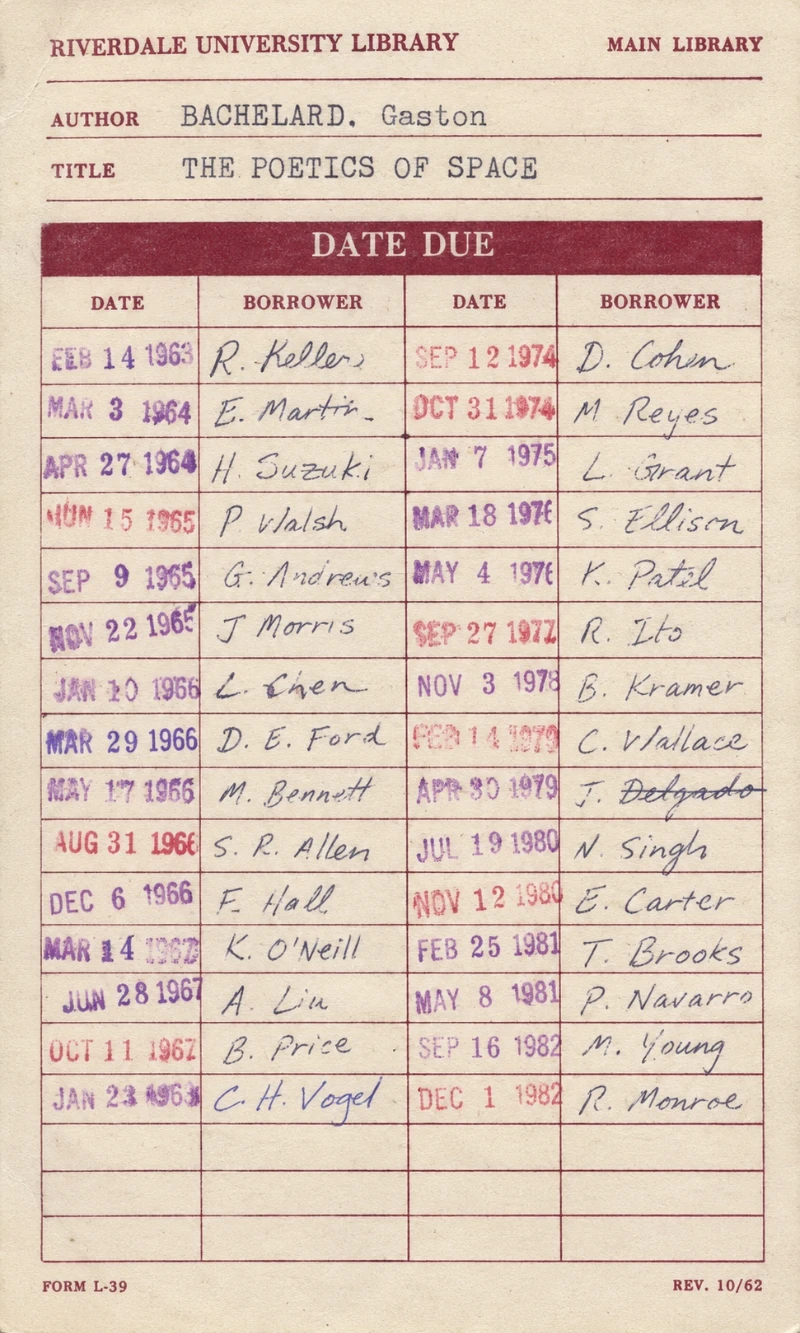 RIVERDALE UNIVERSITY LIBRARY MAIN LIBRARY
AUTHOR BACHELARD. Gaston
TITLE THE POETICS OF SPACE
DATE DUE
DATE BORROWER DATE BORROWER
FEB 14 1963 R. Keller SEP 12 1974 D. Cohen
MAR 3 1964 E. Martin SEP OCT 31 1974 M Reyes
APR 27 1964 H. Suzuki JAN 7 1975 L. Grant
15 1965 P Walsh MAR 18 1976 S. Ellison
SEP 9 1965 G. Andrews MAY 4 1976 K. Patel
NOV 22 1965 J Morris SEP 27 1977 R. Ito
JAN 10 1966 L. Chen NOV 3 1978 B. Kramer
MAR 29 1966 D. E. Ford FEB 14 1979 C. Wallace
MAY 17 1966 M. Bennett APR 30 1979 J. Delgado
AUG 31 1966 S. R. Allen JUL 19 1980 N. Singh
DEC 6 1966 F. Hall NOV 12 1980 E. Carter
MAR 14 1967 K. O'Neill FEB 25 1981 T. Brooks
JUN 28 1967 A. Liu MAY 8 1981 P. Navarro
OCT 11 1967 B. Price SEP 16 1982 M. Young
JAN 23 C. H. Vogel DEC 1 1982 R. Monroe
FORM L-39 REV. 10/62